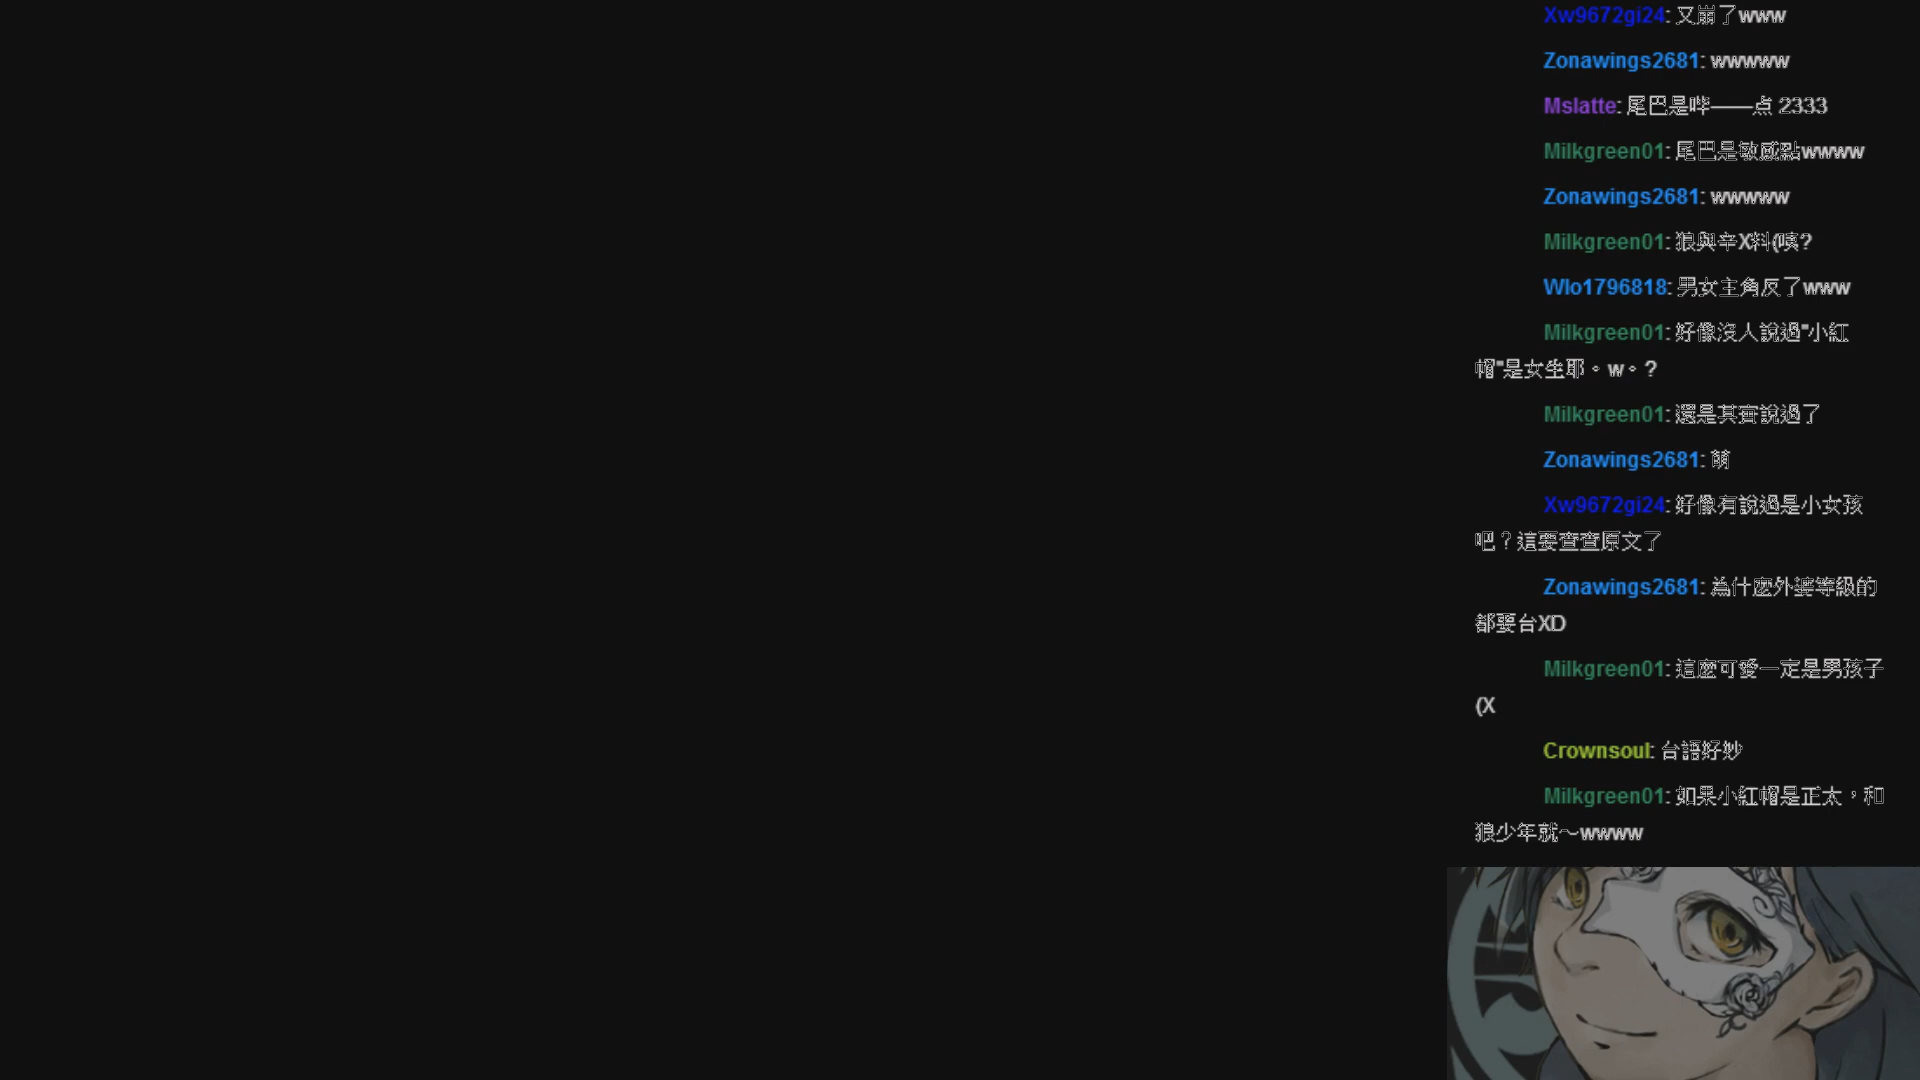 Xw9672gi24: 又崩了www
Zonawings2681: wwwww
Mslatte: 尾巴是哔——点 2333
Milkgreen01: 尾巴是敏感點wwww
Zonawings2681: wwwww
Milkgreen01: 狼與辛X料(咳?
Wlo1796818: 男女主角反了www
Milkgreen01: 好像沒人說過"小紅
帽"是女生耶。w。?
Milkgreen01: 還是其實說過了
Zonawings2681: 萌
Xw9672gi24: 好像有說過是小女孩
吧？這要查查原文了
Zonawings2681: 為什麼外婆等級的
都要台XD
Milkgreen01: 這麼可愛一定是男孩子
(X
Crownsoul: 台語好妙
Milkgreen01: 如果小紅帽是正太，和
狼少年就～wwww